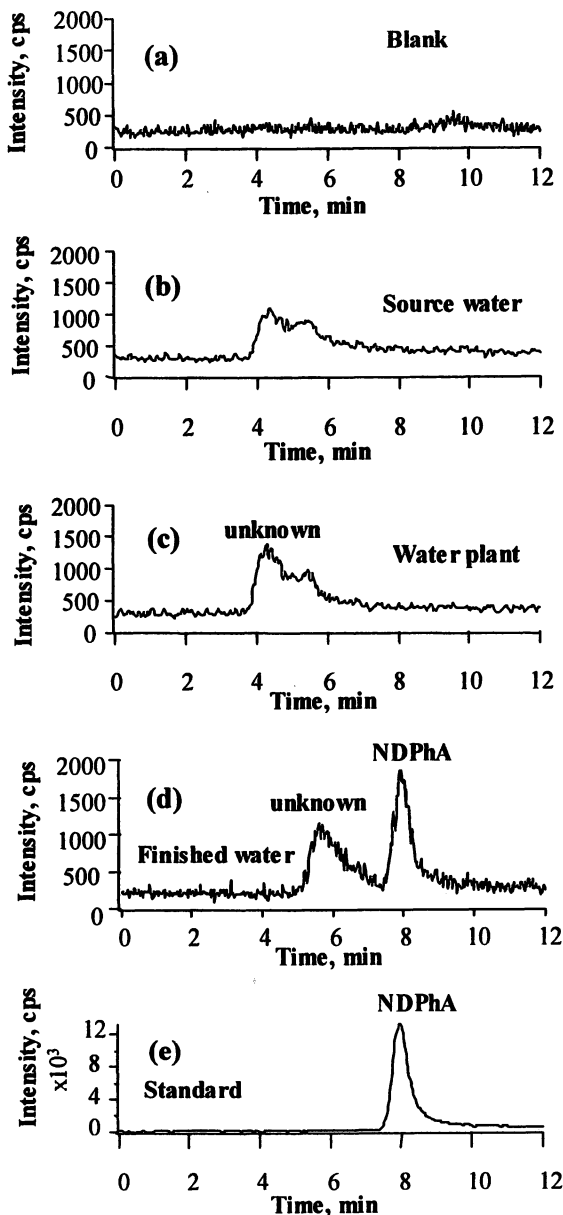 Intensity, cps
2000
1500
1000
500
0
(a)
Blank
0 2 4 6 8 10 12
Time, min
Intensity, cps
2000
1500
1000
500
0
(b)
Source water
0 2 4 6 8 10 12
Time, min
Intensity, cps
2000
1500
1000
500
0
(c)
unknown
Water plant
0 2 4 6 8 10 12
Time, min
Intensity, cps
2000
1500
1000
500
0
(d)
NDPhA
unknown
Finished water
0 2 4 6 8 10 12
Time, min
Intensity, cps
x10³
12
8
4
0
(e)
NDPhA
Standard
0 2 4 6 8 10 12
Time, min